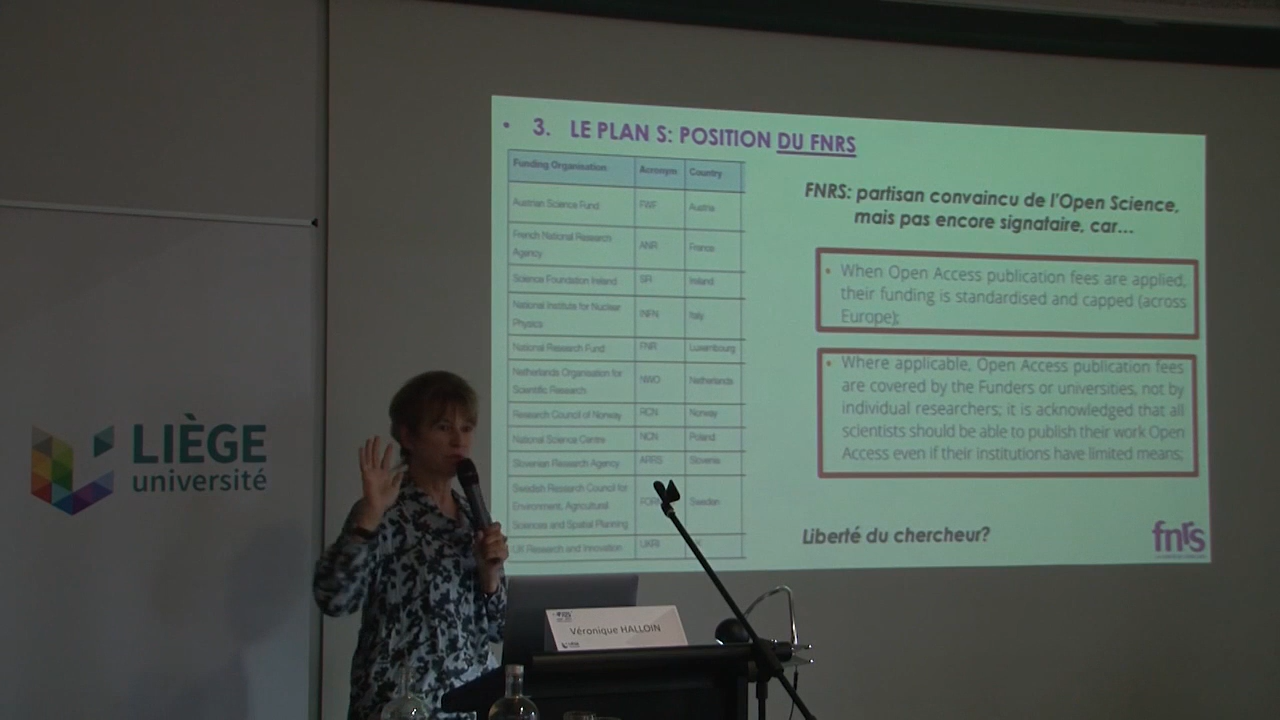 • 3. LE PLAN S: POSITION DU FNRS
Funding Organisation Acronym Country
Austrian Science Fund FWF Austria
French National Research
Agency ANR France
Science Foundation Ireland SFI Ireland
National Institute for Nuclear
Physics INFN Italy
National Research Fund FNR Luxembourg
Netherlands Organisation for
Scientific Research NWO Netherlands
Research Council of Norway RCN Norway
National Science Centre NCN Poland
Slovenian Research Agency ARRS Slovenia
Swedish Research Council for
Environment, Agricultural
Sciences and Spatial Planning Sweden
UK Research and Innovation UKRI
FNRS: partisan convaincu de l'Open Science,
mais pas encore signataire, car...
• When Open Access publication fees are applied,
their funding is standardised and capped (across
Europe);
• Where applicable, Open Access publication fees
are covered by the Funders or universities, not by
individual researchers; it is acknowledged that all
scientists should be able to publish their work Open
Access even if their institutions have limited means;
Liberté du chercheur?
fnrs
LIÈGE
université
Véronique HALLOIN